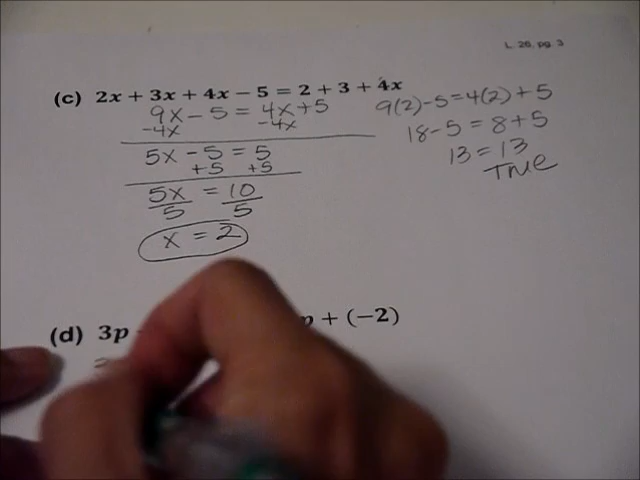 L. 26, pg. 3
(c) 2x + 3x + 4x − 5 = 2 + 3 + 4x
9x − 5 = 4x + 5
-4x -4x
5x − 5 = 5
+5 +5
5x = 10
5 5
x = 2
9(2) − 5 = 4(2) + 5
18 − 5 = 8 + 5
13 = 13
True
(d) 3p + (−2)
=